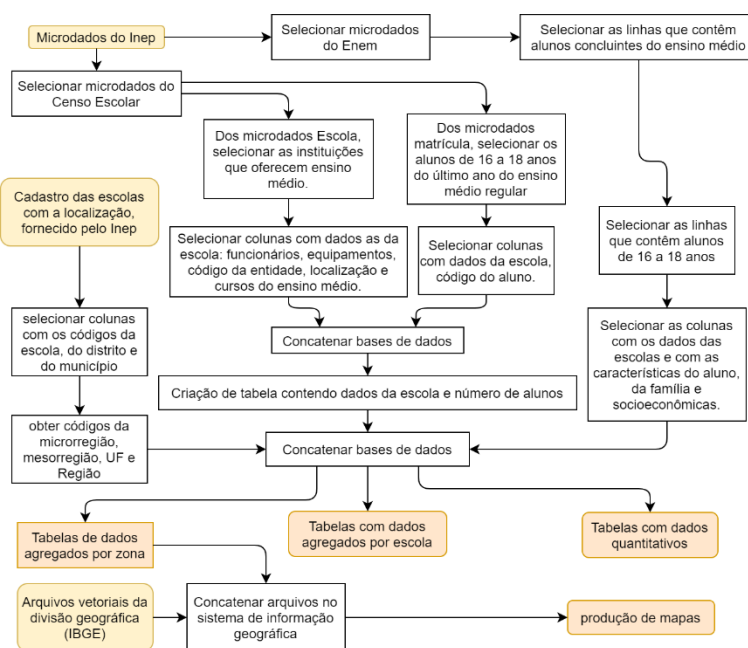 Microdados do Inep
Selecionar microdados
do Enem
Selecionar as linhas que contêm
alunos concluintes do ensino médio
Selecionar microdados do
Censo Escolar
Dos microdados Escola,
selecionar as instituições
que oferecem ensino
médio.
Dos microdados
matrícula, selecionar os
alunos de 16 a 18 anos
do último ano do ensino
médio regular
Cadastro das escolas
com a localização,
fornecido pelo Inep
Selecionar colunas com dados as da
escola: funcionários, equipamentos,
código da entidade, localização e
cursos do ensino médio.
Selecionar colunas
com dados da escola,
código do aluno.
Selecionar as linhas
que contêm alunos
de 16 a 18 anos
selecionar colunas
com os códigos da
escola, do distrito e
do município
Concatenar bases de dados
Selecionar as colunas
com os dados das
escolas e com as
características do aluno,
da família e
socioeconômicas.
Criação de tabela contendo dados da escola e número de alunos
obter códigos da
microrregião,
mesorregião, UF e
Região
Concatenar bases de dados
Tabelas de dados
agregados por zona
Tabelas com dados
agregados por escola
Tabelas com dados
quantitativos
Arquivos vetoriais da
divisão geográfica
(IBGE)
Concatenar arquivos no
sistema de informação
geográfica
produção de mapas